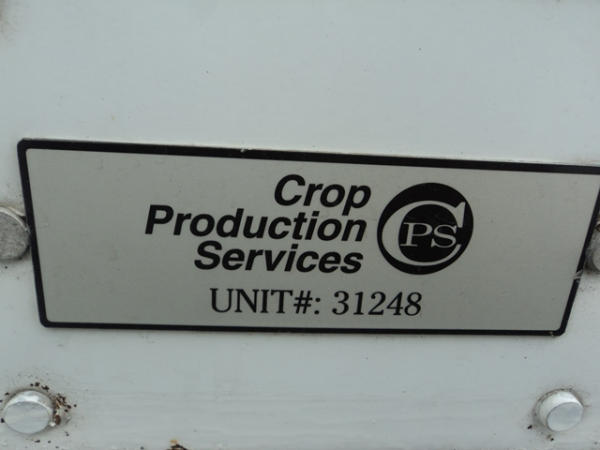 Crop
Production
Services
CPS
UNIT#: 31248